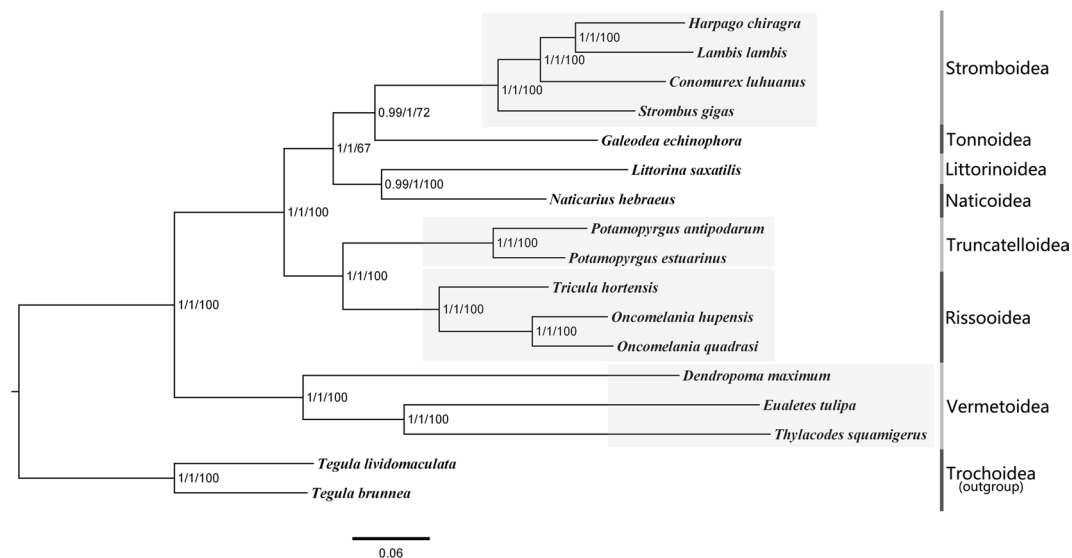 Harpago chiragra
1/1/100
Lambis lambis
Stromboidea
1/1/100
Conomurex luhuanus
1/1/100
Strombus gigas
0.99/1/72
Galeodea echinophora
Tonnoidea
1/1/67
Littorina saxatilis
Littorinoidea
0.99/1/100
Naticarius hebraeus
Naticoidea
1/1/100
Potamopyrgus antipodarum
1/1/100
Truncatelloidea
Potamopyrgus estuarinus
1/1/100
Tricula hortensis
1/1/100
1/1/100
Oncomelania hupensis
Rissooidea
1/1/100
Oncomelania quadrasi
Dendropoma maximum
1/1/100
Eualetes tulipa
Vermetoidea
1/1/100
Thylacodes squamigerus
Tegula lividomaculata
1/1/100
Trochoidea
(outgroup)
Tegula brunnea
0.06